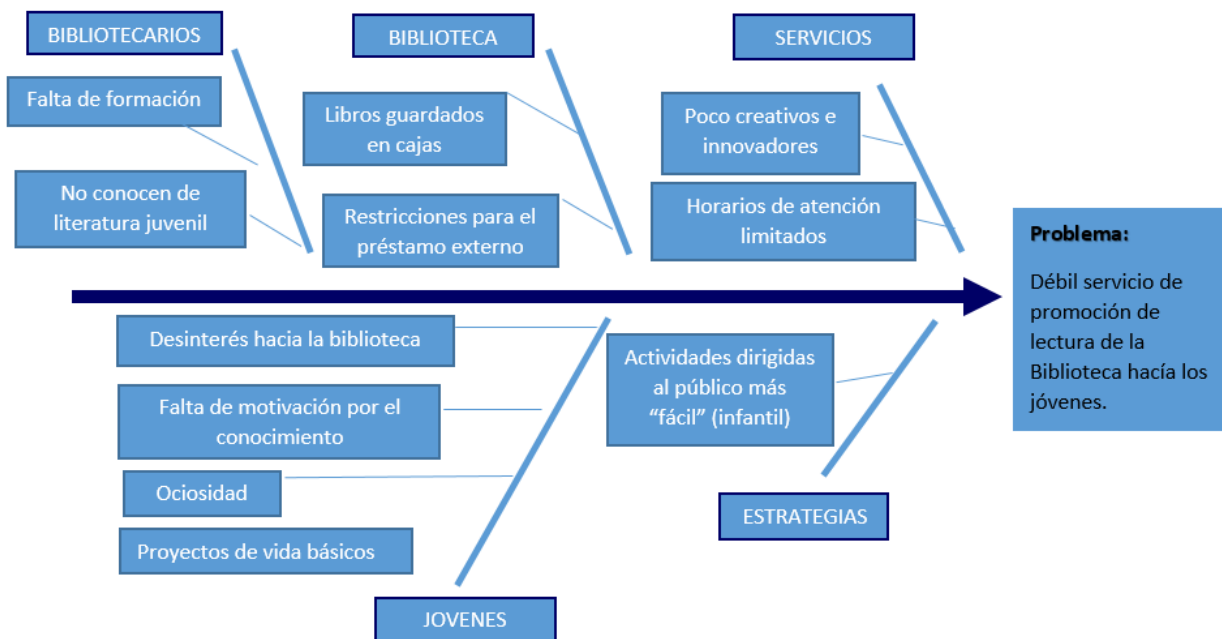 BIBLIOTECARIOS
Falta de formación
No conocen de
literatura juvenil
BIBLIOTECA
Libros guardados
en cajas
Restricciones para el
préstamo externo
SERVICIOS
Poco creativos e
innovadores
Horarios de atención
limitados
Problema:
Débil servicio de
promoción de
lectura de la
Biblioteca hacía los
jóvenes.
Desinterés hacia la biblioteca
Falta de motivación por el
conocimiento
Ociosidad
Proyectos de vida básicos
JOVENES
Actividades dirigidas
al público más
“fácil” (infantil)
ESTRATEGIAS